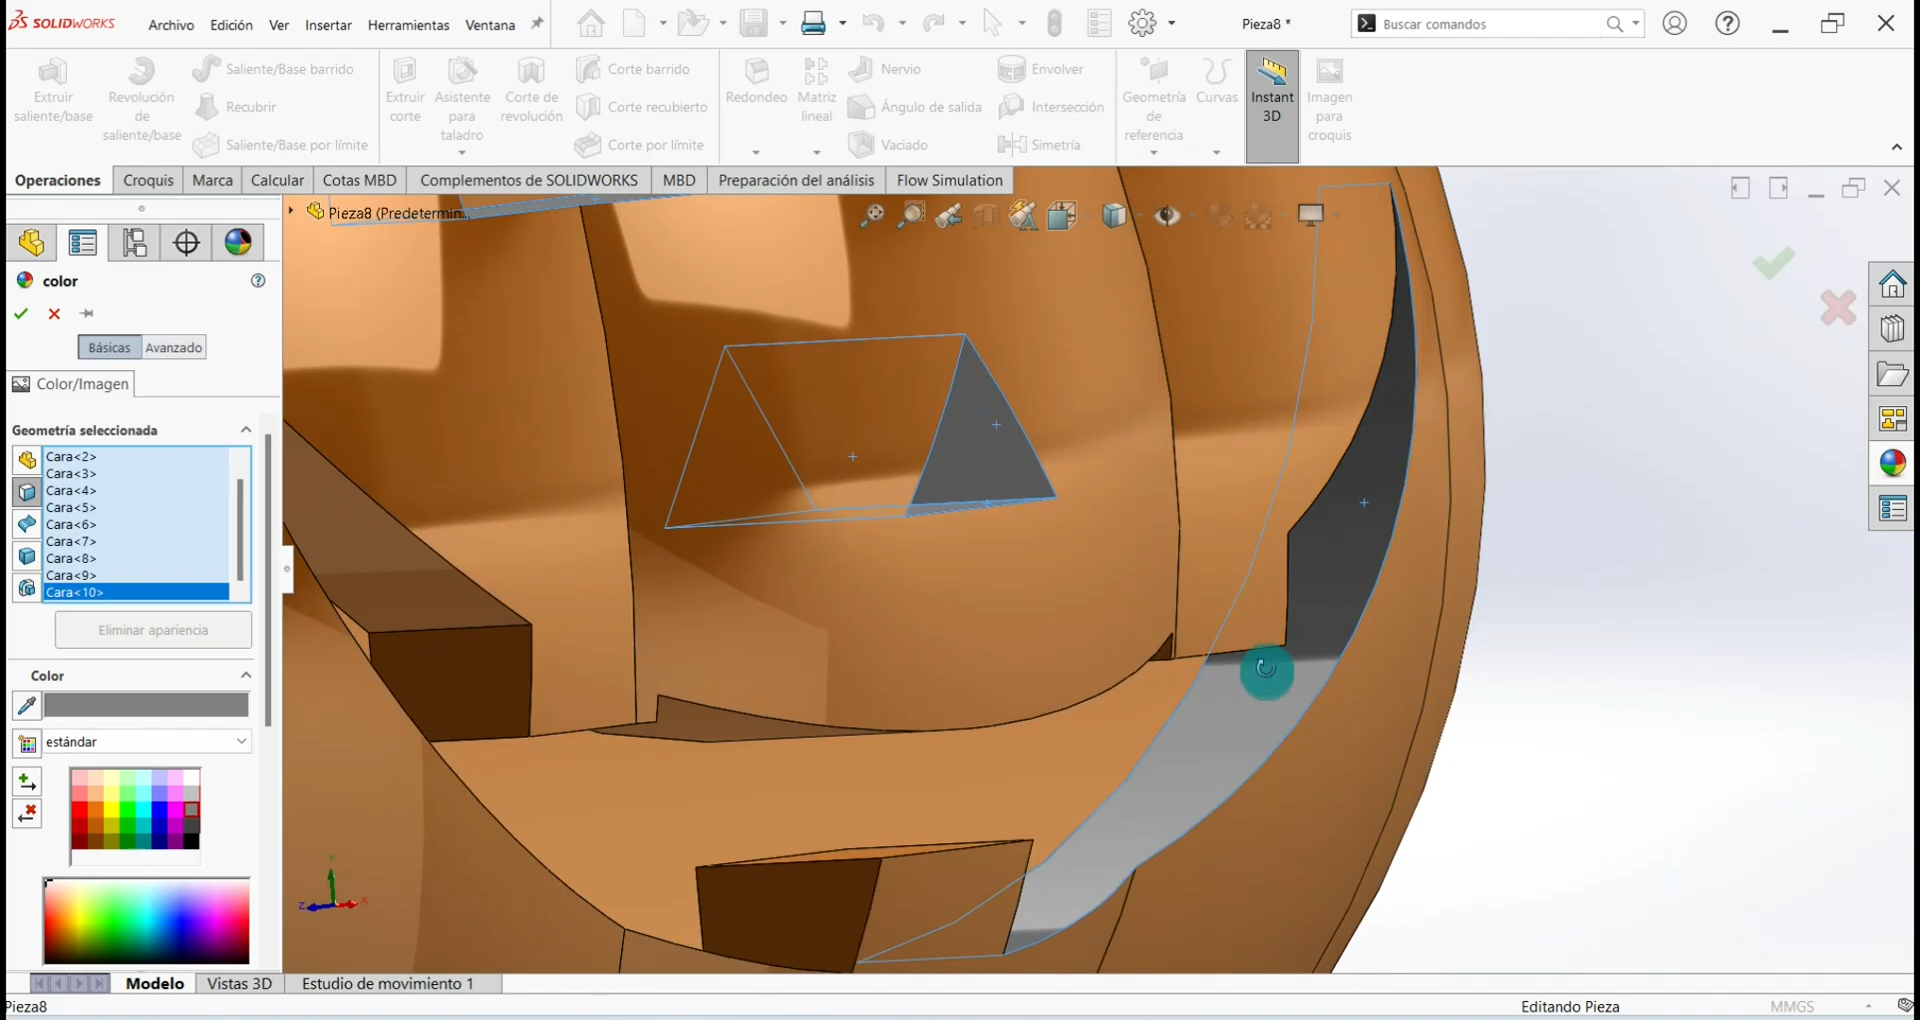 SOLIDWORKS
Archivo Edición Ver Insertar Herramientas Ventana
Pieza8 *
Buscar comandos
Extruir saliente/base
Revolución de saliente/base
Saliente/Base barrido
Recubrir
Saliente/Base por límite
Extruir corte
Asistente para taladro
Corte de revolución
Corte barrido
Corte recubierto
Corte por límite
Redondeo
Matriz lineal
Nervio
Ángulo de salida
Vaciado
Envolver
Intersección
Simetría
Geometría de referencia
Curvas
Instant 3D
Imagen para croquis
Operaciones Croquis Marca Calcular Cotas MBD Complementos de SOLIDWORKS MBD Preparación del análisis Flow Simulation
Pieza8 (Predetermin...
color
Básicas Avanzado
Color/Imagen
Geometría seleccionada
Cara<2>
Cara<3>
Cara<4>
Cara<5>
Cara<6>
Cara<7>
Cara<8>
Cara<9>
Cara<10>
Eliminar apariencia
Color
estándar
Y
Z X
Modelo Vistas 3D Estudio de movimiento 1
Pieza8
Editando Pieza
MMGS